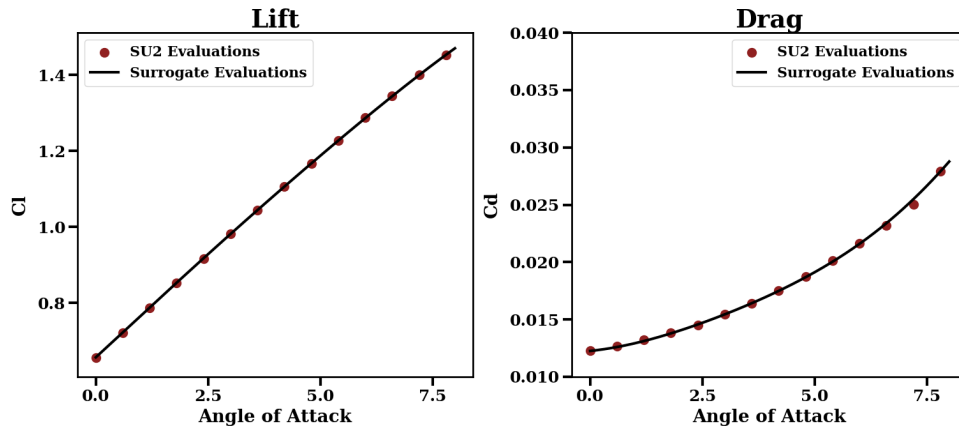 Lift
SU2 Evaluations
Surrogate Evaluations
1.4
1.2
1.0
0.8
Cl
0.0
2.5
5.0
7.5
Angle of Attack
Drag
SU2 Evaluations
Surrogate Evaluations
0.040
0.035
0.030
0.025
0.020
0.015
0.010
Cd
0.0
2.5
5.0
7.5
Angle of Attack